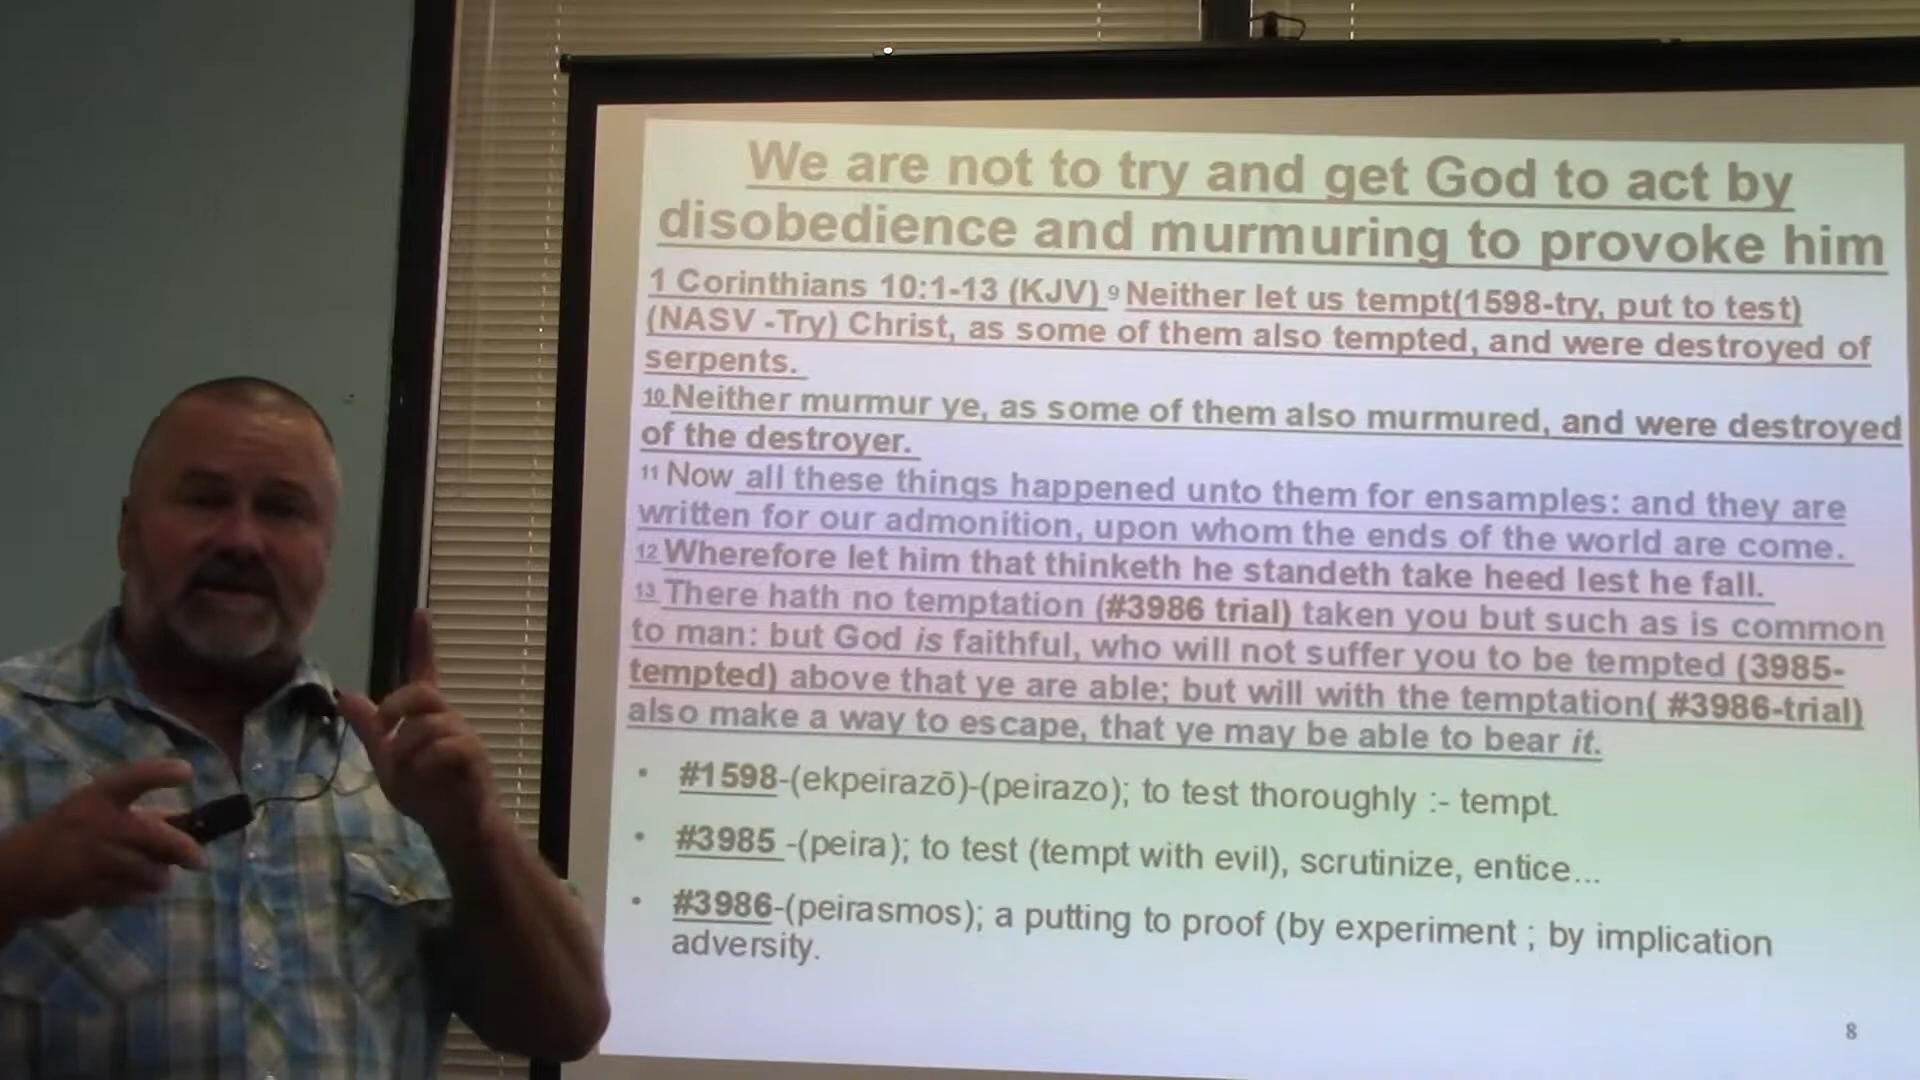 We are not to try and get God to act by
disobedience and murmuring to provoke him
1 Corinthians 10:1-13 (KJV) 9 Neither let us tempt(1598-try, put to test)
(NASV -Try) Christ, as some of them also tempted, and were destroyed of
serpents.
10 Neither murmur ye, as some of them also murmured, and were destroyed
of the destroyer.
11 Now all these things happened unto them for ensamples: and they are
written for our admonition, upon whom the ends of the world are come.
12 Wherefore let him that thinketh he standeth take heed lest he fall.
13 There hath no temptation (#3986 trial) taken you but such as is common
to man: but God is faithful, who will not suffer you to be tempted (3985-
tempted) above that ye are able; but will with the temptation( #3986-trial)
also make a way to escape, that ye may be able to bear it.
• #1598-(ekpeirazō)-(peirazo); to test thoroughly :- tempt.
• #3985 -(peira); to test (tempt with evil), scrutinize, entice...
• #3986-(peirasmos); a putting to proof (by experiment ; by implication
adversity.
8